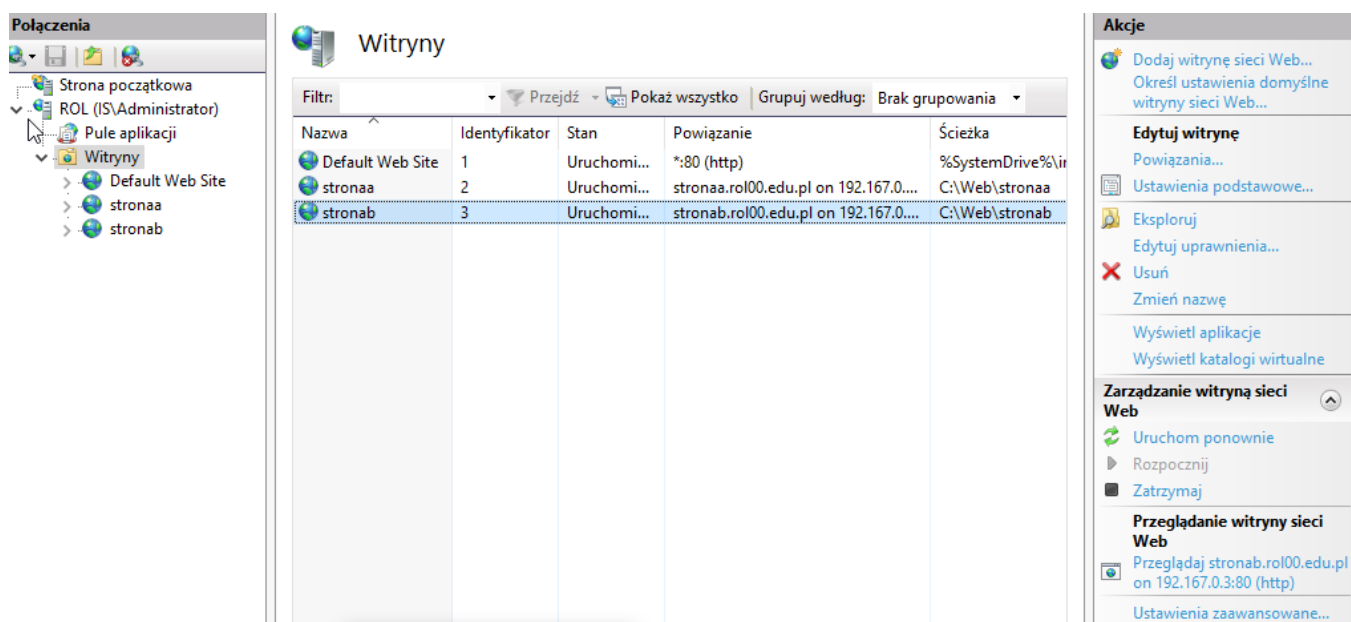 Połączenia
Strona początkowa
ROL (IS\Administrator)
Pule aplikacji
Witryny
Default Web Site
stronaa
stronab
Witryny
Filtr: Przejdź Pokaż wszystko Grupuj według: Brak grupowania
Nazwa Identyfikator Stan Powiązanie Ścieżka
Default Web Site 1 Uruchomi... *:80 (http) %SystemDrive%\in
stronaa 2 Uruchomi... stronaa.rol00.edu.pl on 192.167.0.... C:\Web\stronaa
stronab 3 Uruchomi... stronab.rol00.edu.pl on 192.167.0.... C:\Web\stronab
Akcje
Dodaj witrynę sieci Web...
Określ ustawienia domyślne
witryny sieci Web...
Edytuj witrynę
Powiązania...
Ustawienia podstawowe...
Eksploruj
Edytuj uprawnienia...
Usuń
Zmień nazwę
Wyświetl aplikacje
Wyświetl katalogi wirtualne
Zarządzanie witryną sieci
Web
Uruchom ponownie
Rozpocznij
Zatrzymaj
Przeglądanie witryny sieci
Web
Przeglądaj stronab.rol00.edu.pl
on 192.167.0.3:80 (http)
Ustawienia zaawansowane...